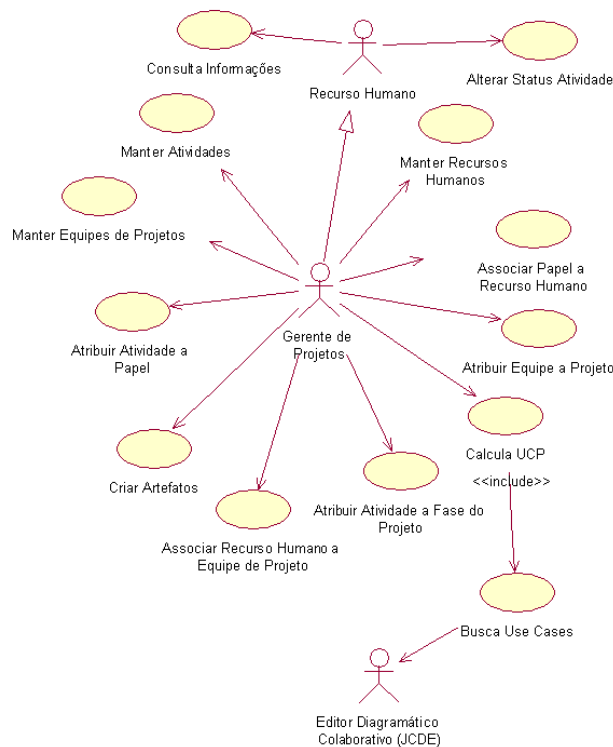 Consulta Informações
Recurso Humano
Alterar Status Atividade
Manter Atividades
Manter Recursos
Humanos
Manter Equipes de Projetos
Associar Papel a
Recurso Humano
Gerente de
Projetos
Atribuir Atividade a
Papel
Atribuir Equipe a Projeto
Calcula UCP
<<include>>
Criar Artefatos
Atribuir Atividade a Fase do
Projeto
Associar Recurso Humano a
Equipe de Projeto
Busca Use Cases
Editor Diagramático
Colaborativo (JCDE)